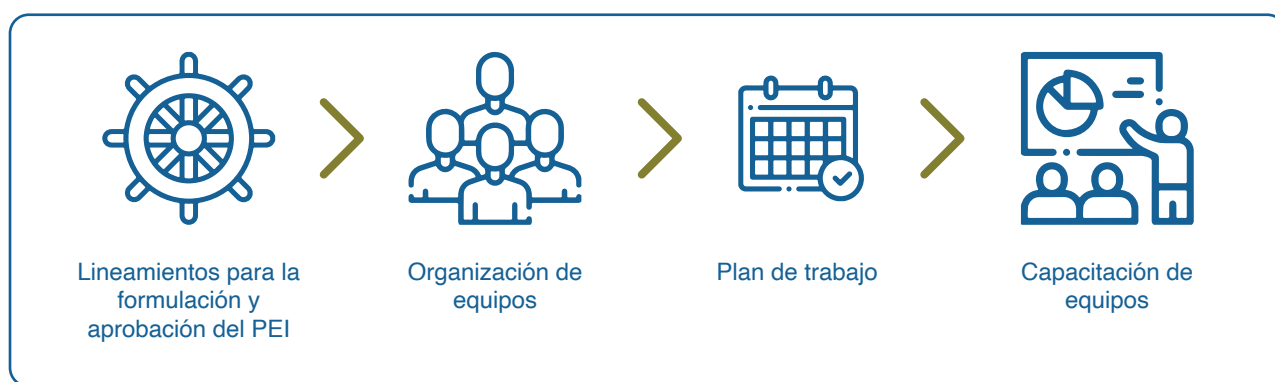 Lineamientos para la
formulación y
aprobación del PEI
Organización de
equipos
Plan de trabajo
Capacitación de
equipos